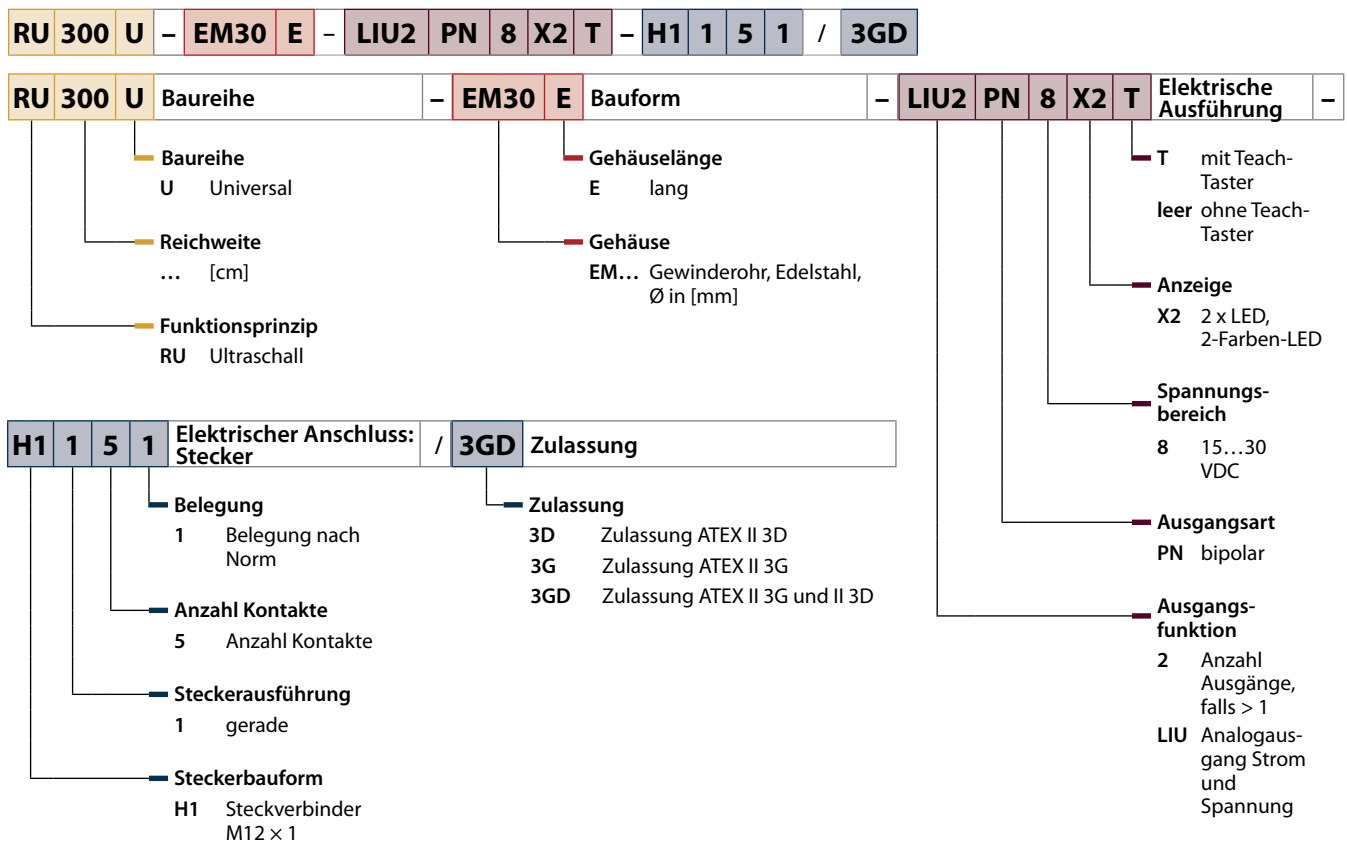 RU 300 U – EM30 E – LIU2 PN 8 X2 T – H1 1 5 1 / 3GD
RU 300 U Baureihe
Baureihe
U Universal
Reichweite
… [cm]
Funktionsprinzip
RU Ultraschall
– EM30 E Bauform
Gehäuselänge
E lang
Gehäuse
EM… Gewinderohr, Edelstahl,
Ø in [mm]
– LIU2 PN 8 X2 T Elektrische
Ausführung –
T mit Teach-
Taster
leer ohne Teach-
Taster
Anzeige
X2 2 x LED,
2-Farben-LED
Spannungs-
bereich
8 15…30
VDC
Ausgangsart
PN bipolar
Ausgangs-
funktion
2 Anzahl
Ausgänge,
falls > 1
LIU Analogaus-
gang Strom
und
Spannung
H1 1 5 1 Elektrischer Anschluss:
Stecker
Belegung
1 Belegung nach
Norm
Anzahl Kontakte
5 Anzahl Kontakte
Steckerausführung
1 gerade
Steckerbauform
H1 Steckverbinder
M12 × 1
/ 3GD Zulassung
Zulassung
3D Zulassung ATEX II 3D
3G Zulassung ATEX II 3G
3GD Zulassung ATEX II 3G und II 3D